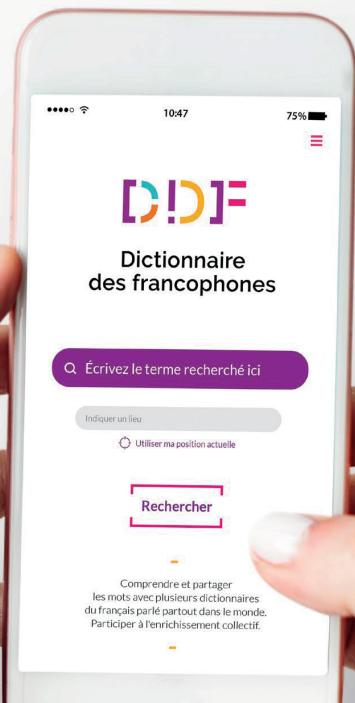 10:47
75%
DDF
Dictionnaire
des francophones
Écrivez le terme recherché ici
Indiquer un lieu
Utiliser ma position actuelle
Rechercher
Comprendre et partager
les mots avec plusieurs dictionnaires
du français parlé partout dans le monde.
Participer à l'enrichissement collectif.